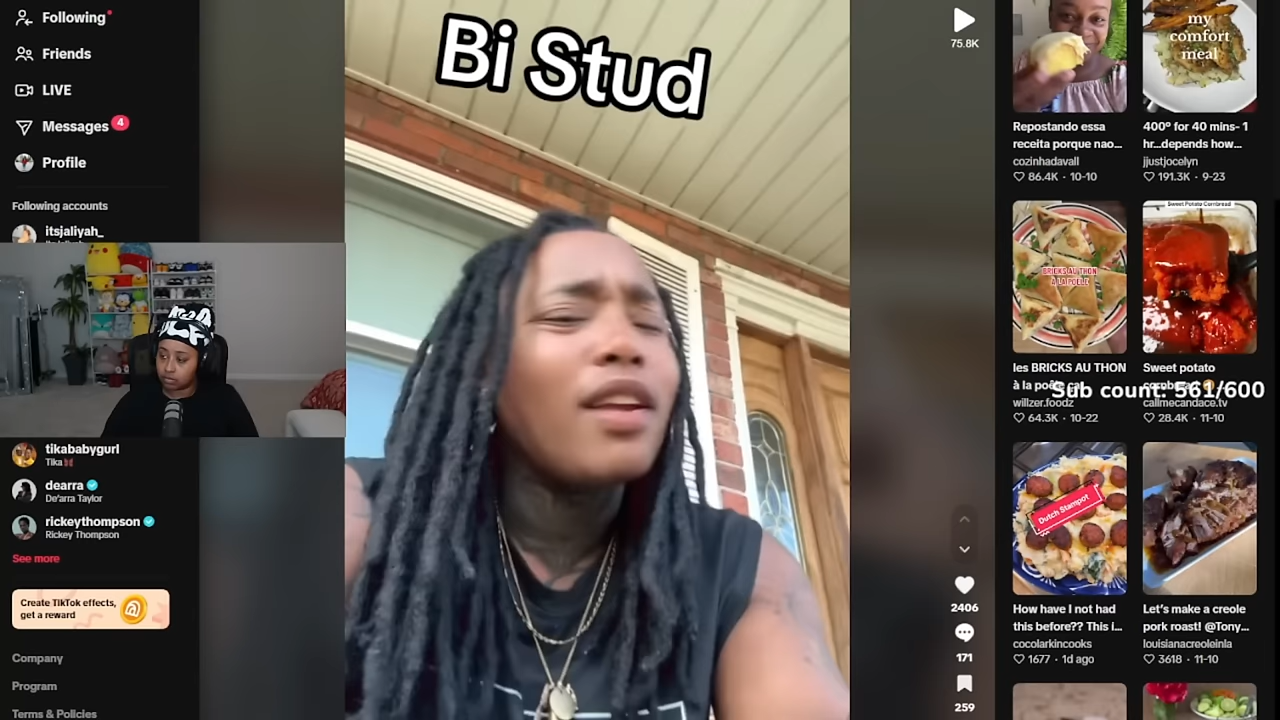 Following
Friends
LIVE
Messages 4
Profile
Following accounts
itsjaliyah_
tikababygurl
Tika
dearra
De'arra Taylor
rickeythompson
Rickey Thompson
See more
Create TikTok effects,
get a reward
Company
Program
Terms & Policies
Bi Stud
75.8K
2406
171
259
Repostando essa
receita porque nao...
cozinhadavall
86.4K · 10-10
my
comfort
meal
400º for 40 mins- 1
hr...depends how...
jjustjocelyn
191.3K · 9-23
BRICKS AU THON
À LA POÊLE
les BRICKS AU THON
à la poêle
willzer.foodz
64.3K · 10-22
Sweet Potato Cornbread
Sweet potato
callmecandace.tv
28.4K · 11-10
Sub count: 561/600
Dutch Stampot
How have I not had
this before?? This i...
cocolarkincooks
1677 · 1d ago
Let's make a creole
pork roast! @Tony...
louisianacreoleinla
3618 · 11-10